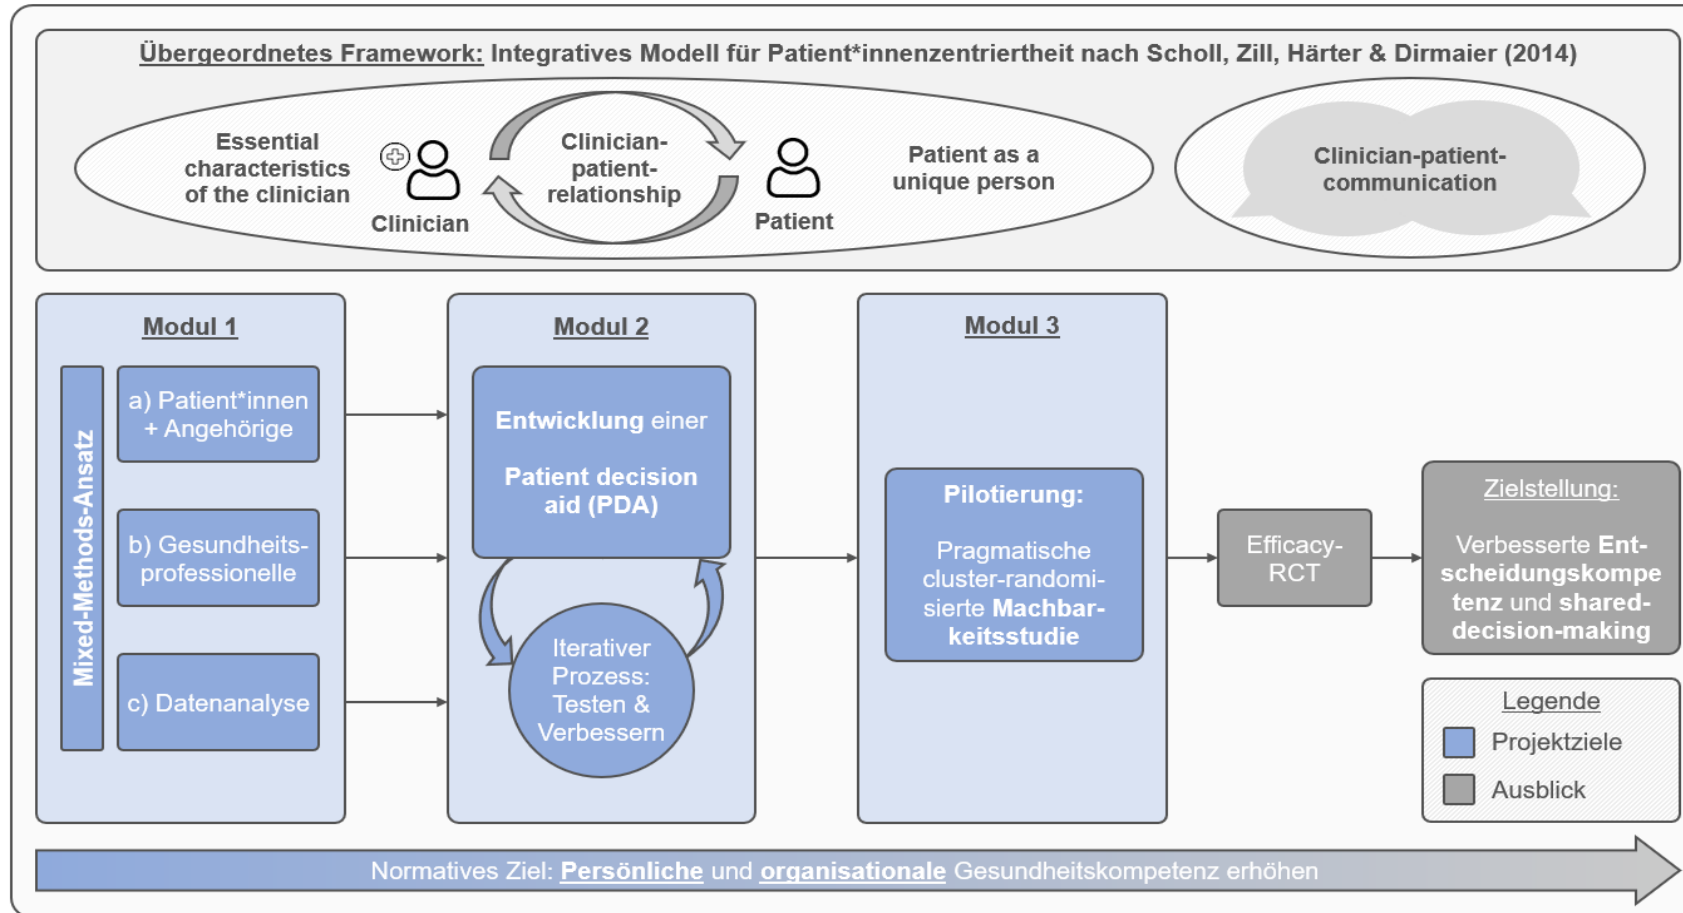 Übergeordnetes Framework: Integratives Modell für Patient*innenzentriertheit nach Scholl, Zill, Härter & Dirmaier (2014)
Essential
characteristics
of the clinician
Clinician
Clinician-
patient-
relationship
Patient
Patient as a
unique person
Clinician-patient-
communication
Modul 1
Mixed-Methods-Ansatz
a) Patient*innen
+ Angehörige
b) Gesundheits-
professionelle
c) Datenanalyse
Modul 2
Entwicklung einer
Patient decision
aid (PDA)
Iterativer
Prozess:
Testen &
Verbessern
Modul 3
Pilotierung:
Pragmatische
cluster-randomi-
sierte Machbar-
keitsstudie
Efficacy-
RCT
Zielstellung:
Verbesserte Ent-
scheidungskompe
tenz und shared-
decision-making
Legende
Projektziele
Ausblick
Normatives Ziel: Persönliche und organisationale Gesundheitskompetenz erhöhen